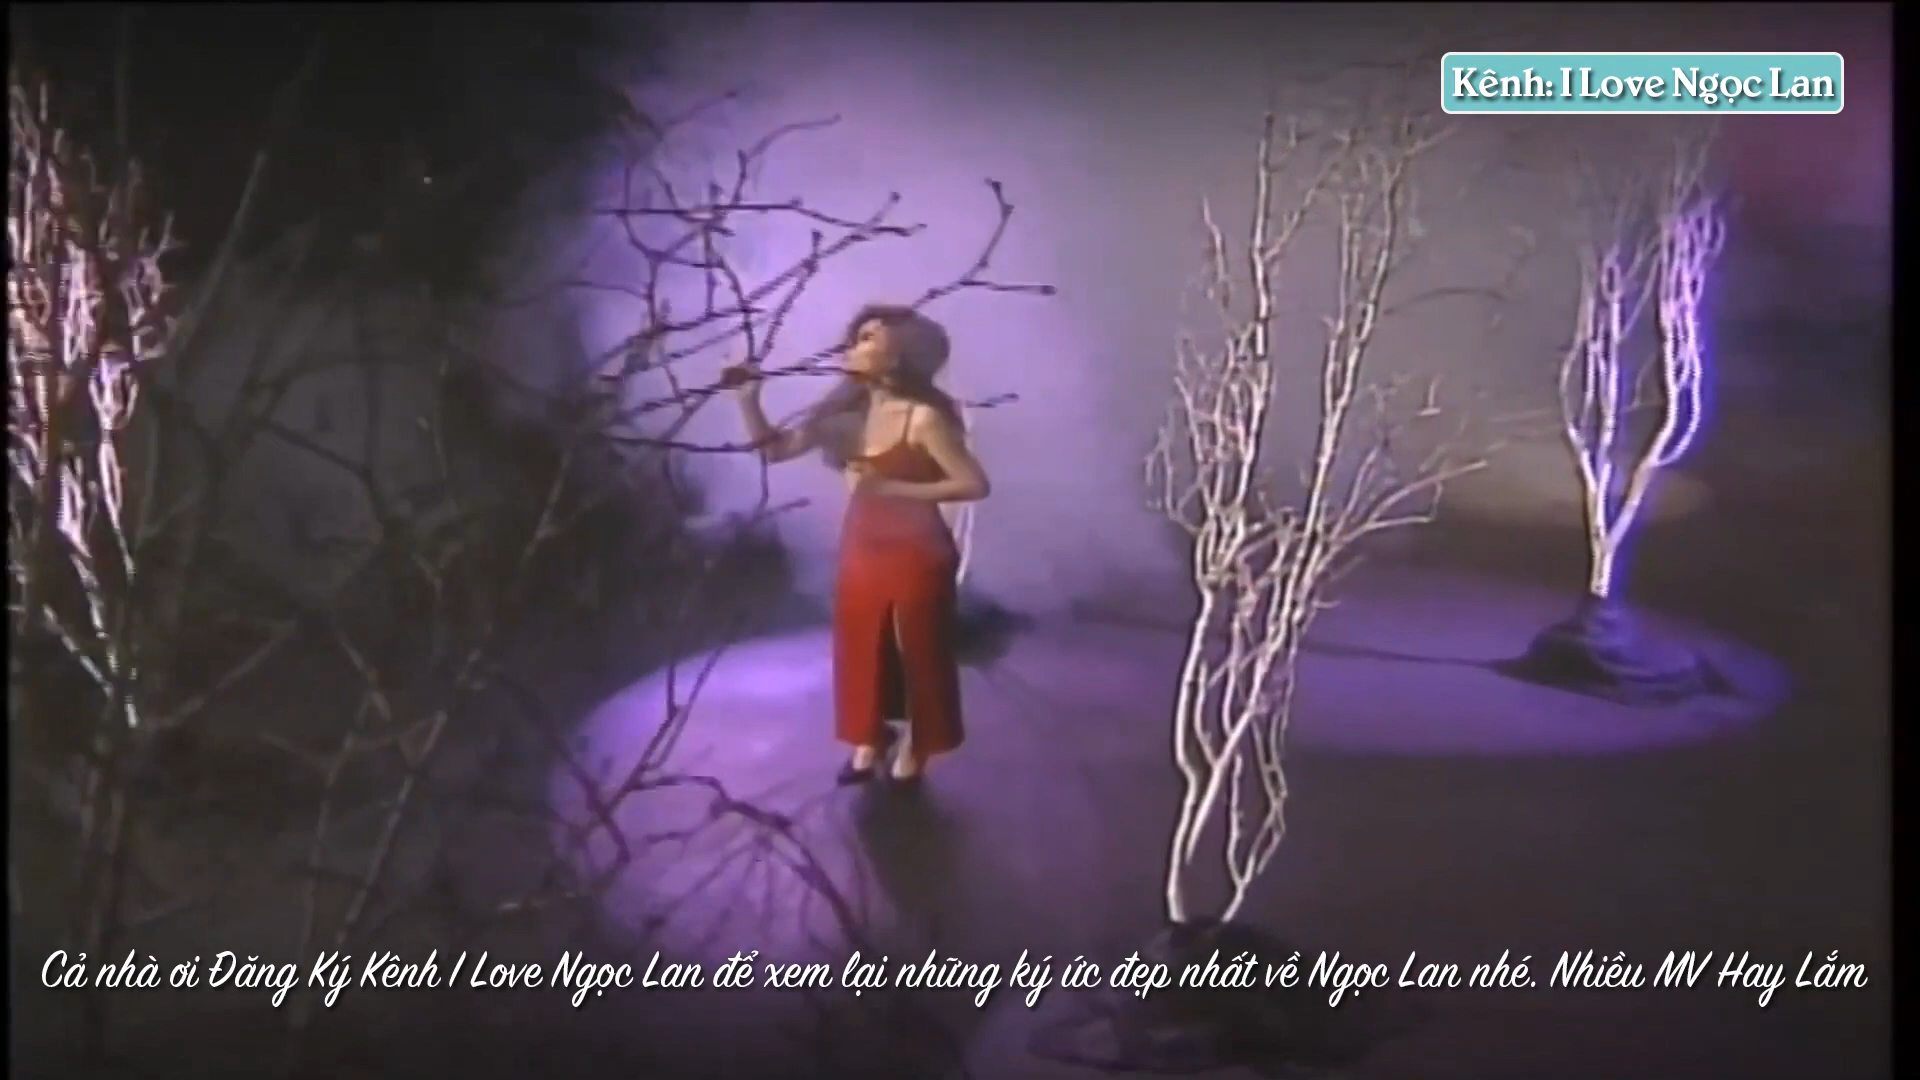 Kênh: I Love Ngọc Lan
Cả nhà ơi Đăng Ký Kênh I Love Ngọc Lan để xem lại những ký ức đẹp nhất về Ngọc Lan nhé. Nhiều MV Hay Lắm